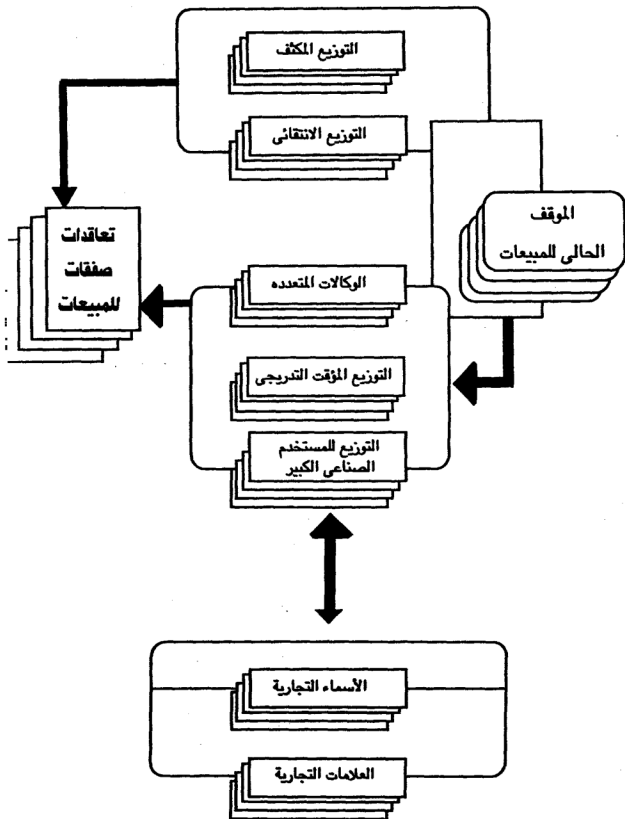 التوزيع المكثف
التوزيع الانتقائى
الموقف
الحالى للمبيعات
تعاقدات
صفقات
للمبيعات
الوكالات المتعدده
التوزيع المؤقت التدريجى
التوزيع للمستخدم
الصناعى الكبير
الأسماء التجارية
العلامات التجارية